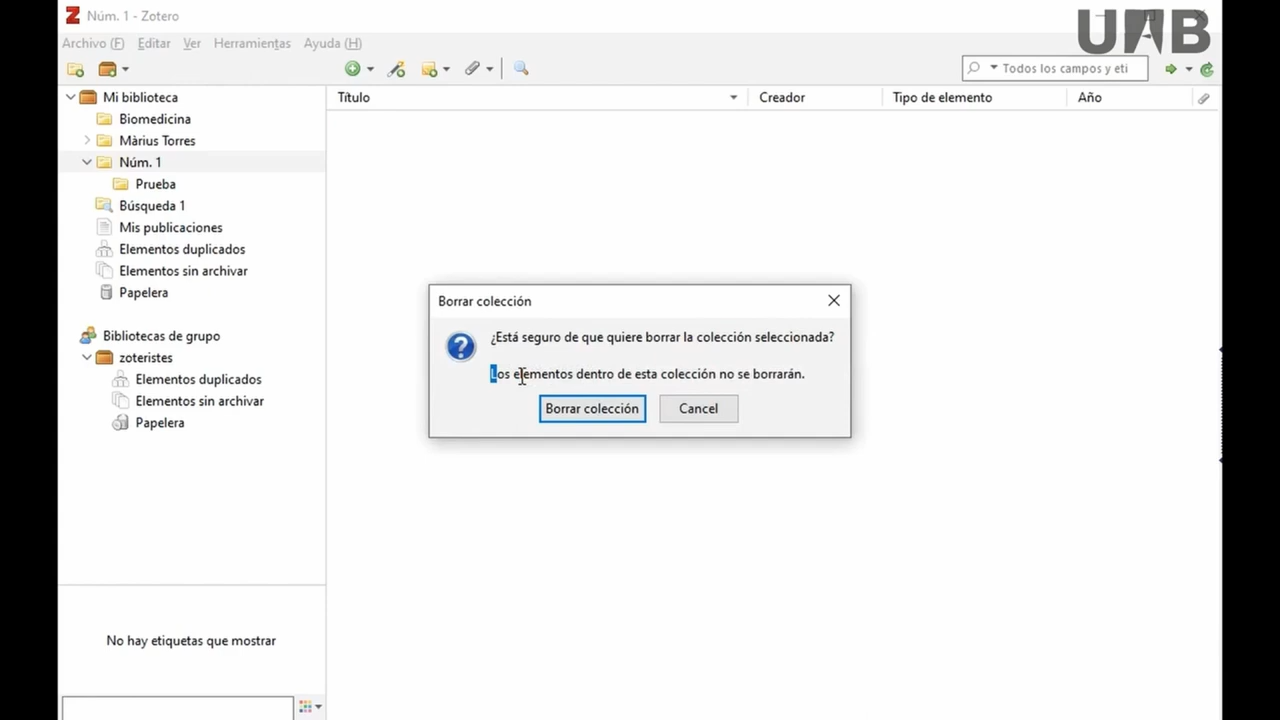 Núm. 1 - Zotero
UAB
Archivo (F) Editar Ver Herramientas Ayuda (H)
Todos los campos y eti
Mi biblioteca
Título Creador Tipo de elemento Año
Biomedicina
Màrius Torres
Núm. 1
Prueba
Búsqueda 1
Mis publicaciones
Elementos duplicados
Elementos sin archivar
Papelera
Bibliotecas de grupo
zoteristes
Elementos duplicados
Elementos sin archivar
Papelera
Borrar colección
¿Está seguro de que quiere borrar la colección seleccionada?
Los elementos dentro de esta colección no se borrarán.
Borrar colección Cancel
No hay etiquetas que mostrar